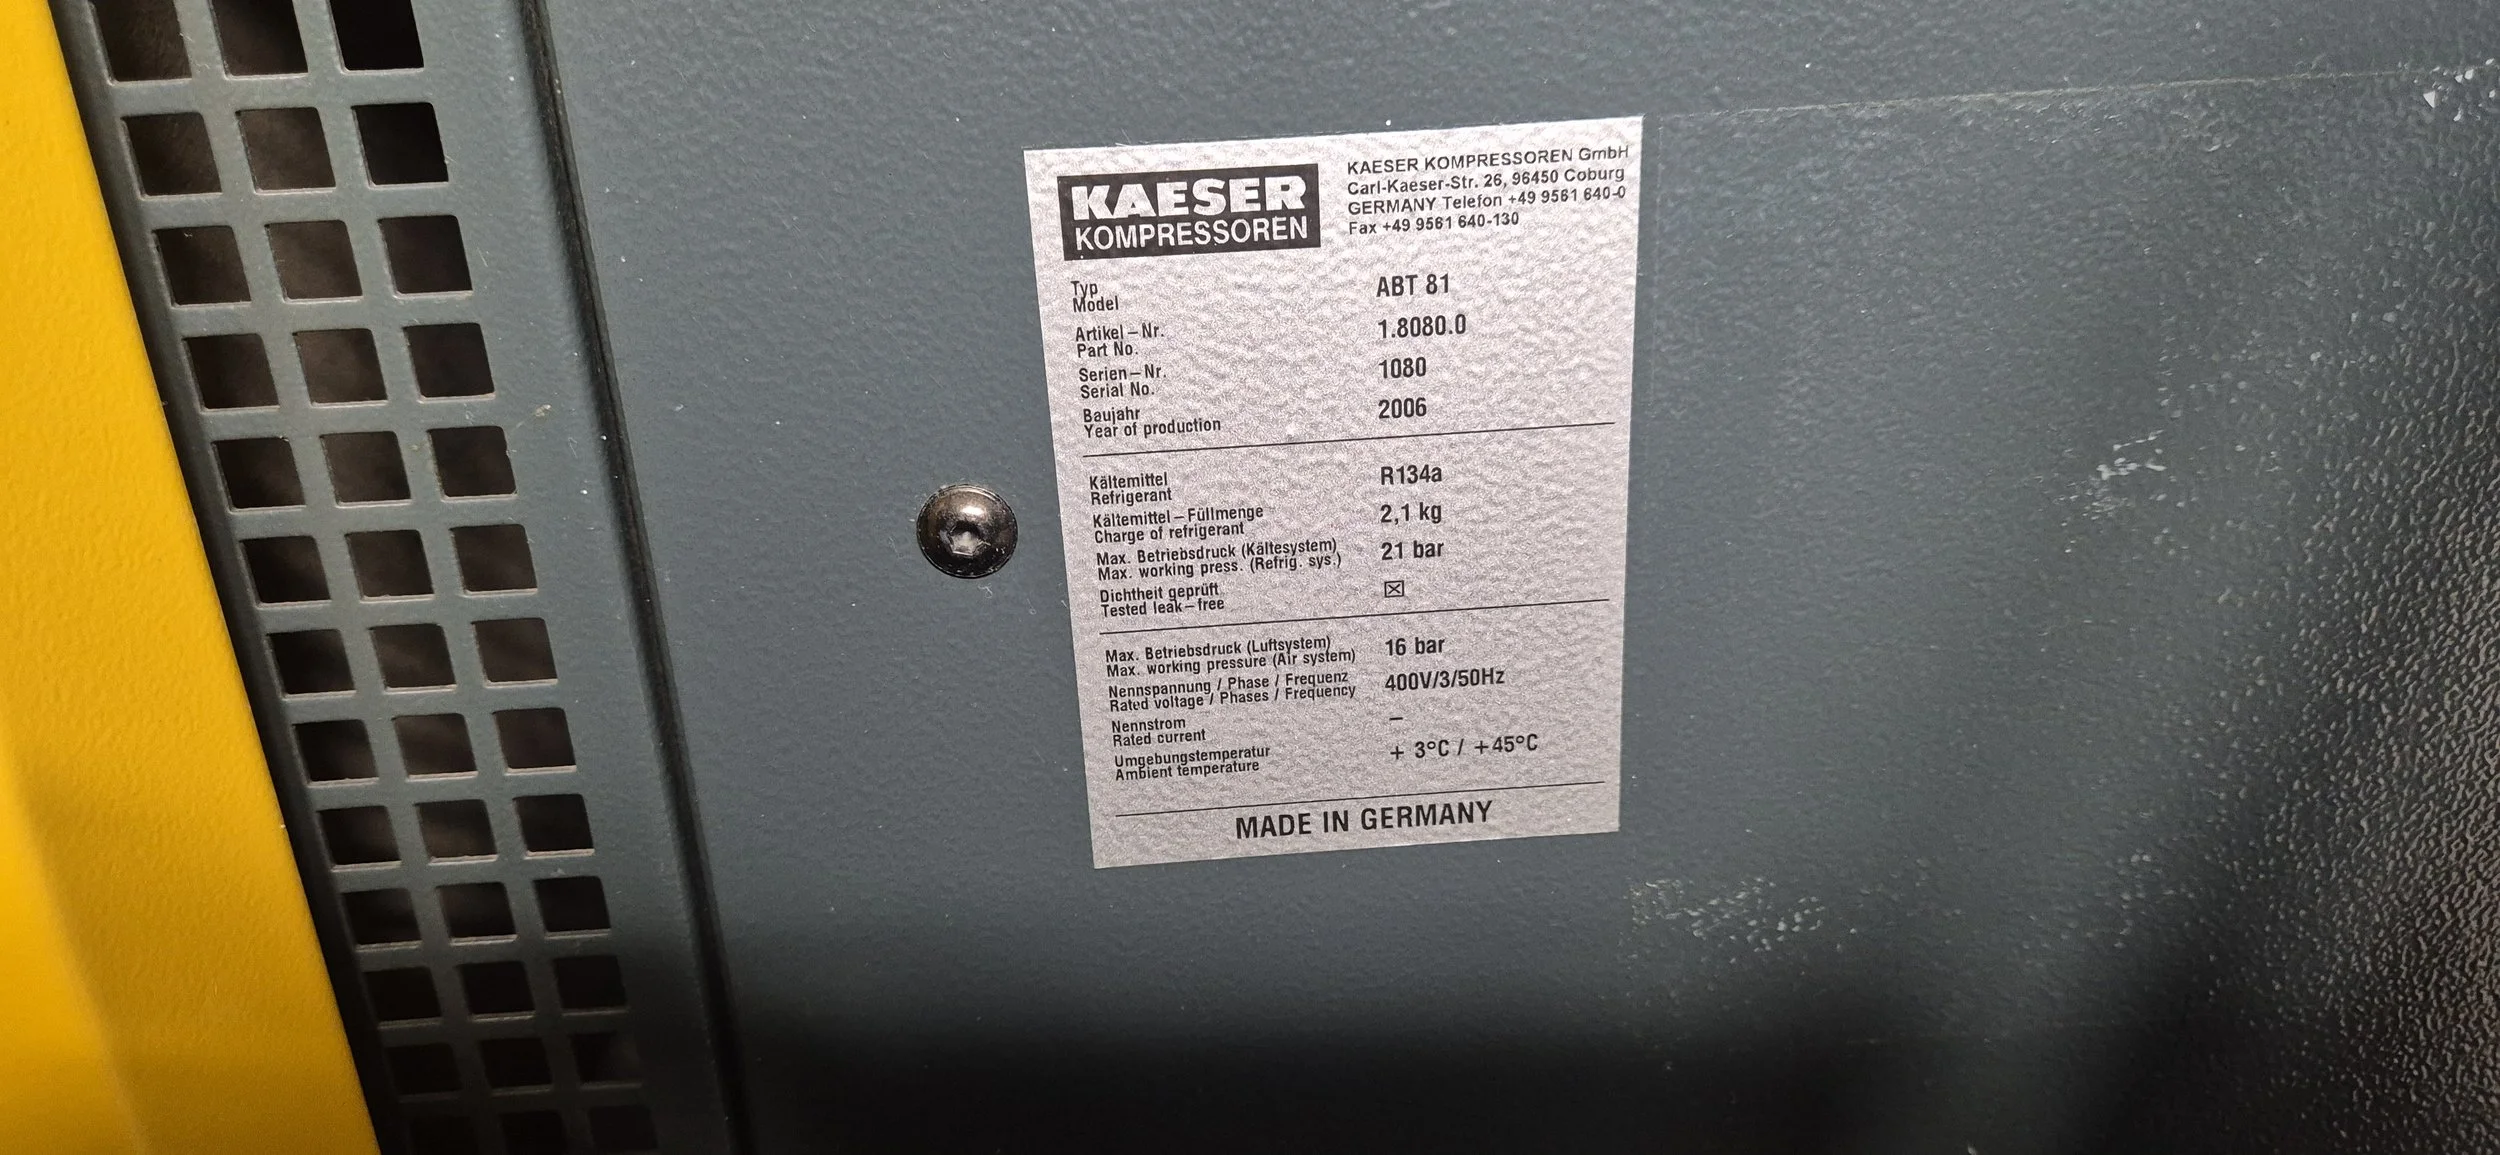 KAESER
KOMPRESSOREN
KAESER KOMPRESSOREN GmbH
Carl-Kaeser-Str. 26, 96450 Coburg
GERMANY Telefon +49 9561 640-0
Fax +49 9561 640-130
Typ
Model
ABT 81
Artikel–Nr.
Part No.
1.8080.0
Serien–Nr.
Serial No.
1080
Baujahr
Year of production
2006
Kältemittel
Refrigerant
R134a
Kältemittel–Füllmenge
Charge of refrigerant
2,1 kg
Max. Betriebsdruck (Kältesystem)
Max. working press. (Refrig. sys.)
21 bar
Dichtheit geprüft
Tested leak–free
☒
Max. Betriebsdruck (Luftsystem)
Max. working pressure (Air system)
16 bar
Nennspannung / Phase / Frequenz
Rated voltage / Phases / Frequency
400V/3/50Hz
Nennstrom
Rated current
–
Umgebungstemperatur
Ambient temperature
+ 3°C / +45°C
MADE IN GERMANY